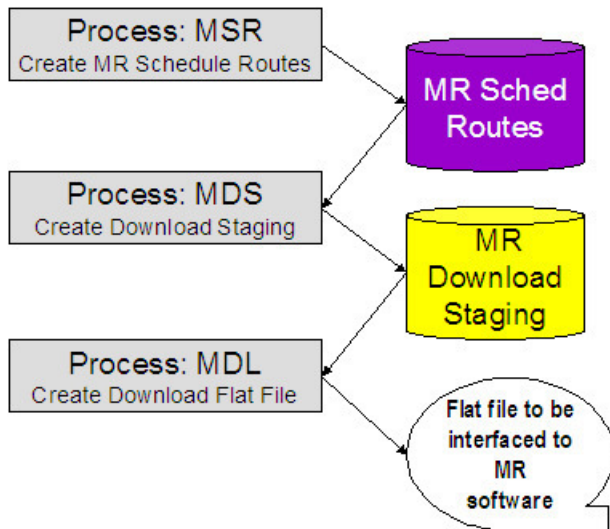 Process: MSR
Create MR Schedule Routes
MR Sched
Routes
Process: MDS
Create Download Staging
MR
Download
Staging
Process: MDL
Create Download Flat File
Flat file to be
interfaced to
MR
software